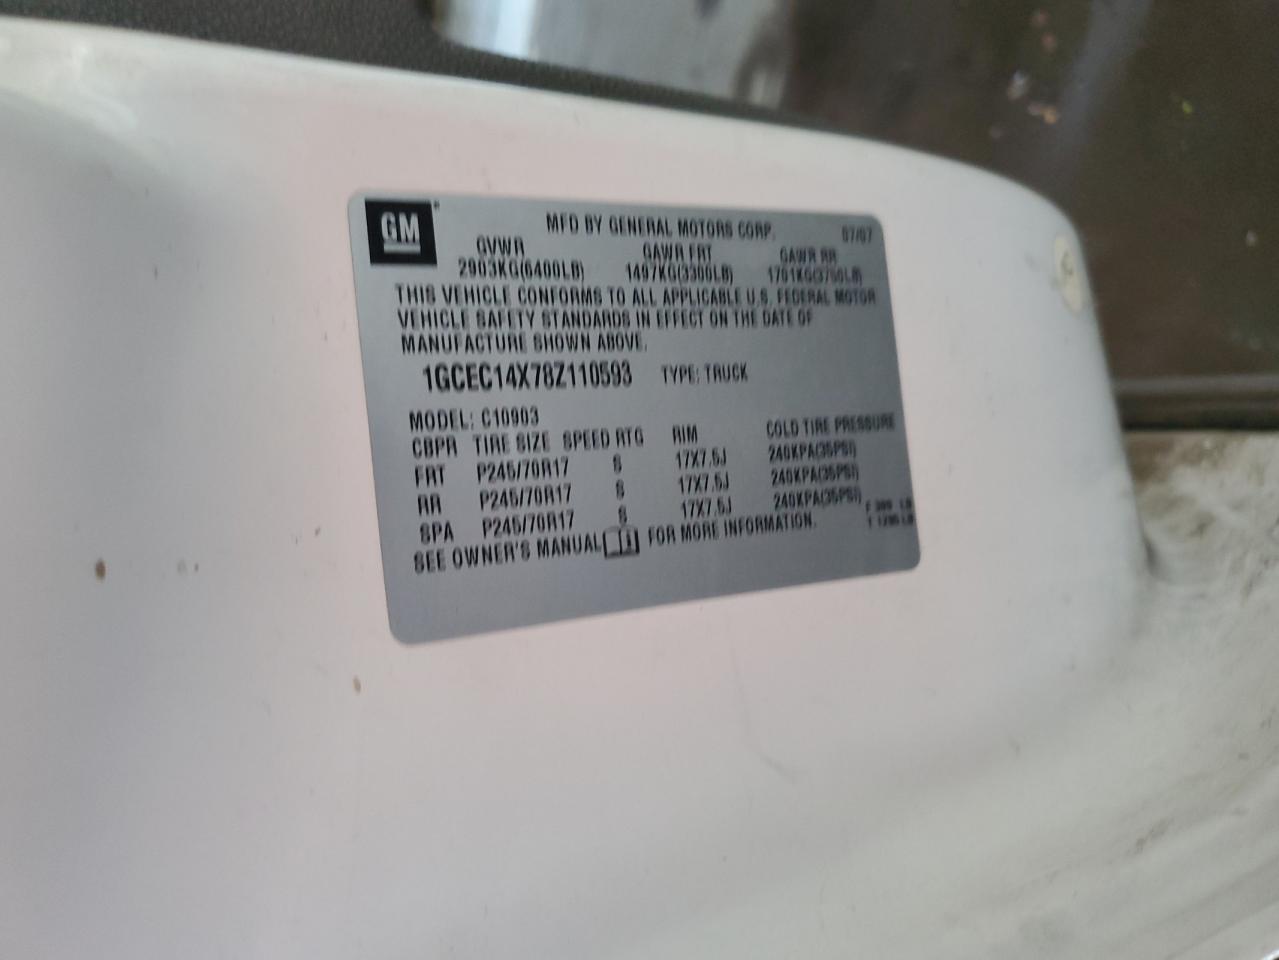 GM
MFD BY GENERAL MOTORS CORP. 07/07
GVWR GAWR FRT GAWR RR
2903KG(6400LB) 1497KG(3300LB) 1701KG(3750LB)
THIS VEHICLE CONFORMS TO ALL APPLICABLE U.S. FEDERAL MOTOR
VEHICLE SAFETY STANDARDS IN EFFECT ON THE DATE OF
MANUFACTURE SHOWN ABOVE.
1GCEC14X78Z110593 TYPE: TRUCK
MODEL: C10903
CBPR TIRE SIZE SPEED RTG RIM COLD TIRE PRESSURE
FRT P245/70R17 S 17X7.5J 240KPA(35PSI)
RR P245/70R17 S 17X7.5J 240KPA(35PSI)
SPA P245/70R17 S 17X7.5J 240KPA(35PSI)
SEE OWNER'S MANUAL FOR MORE INFORMATION.